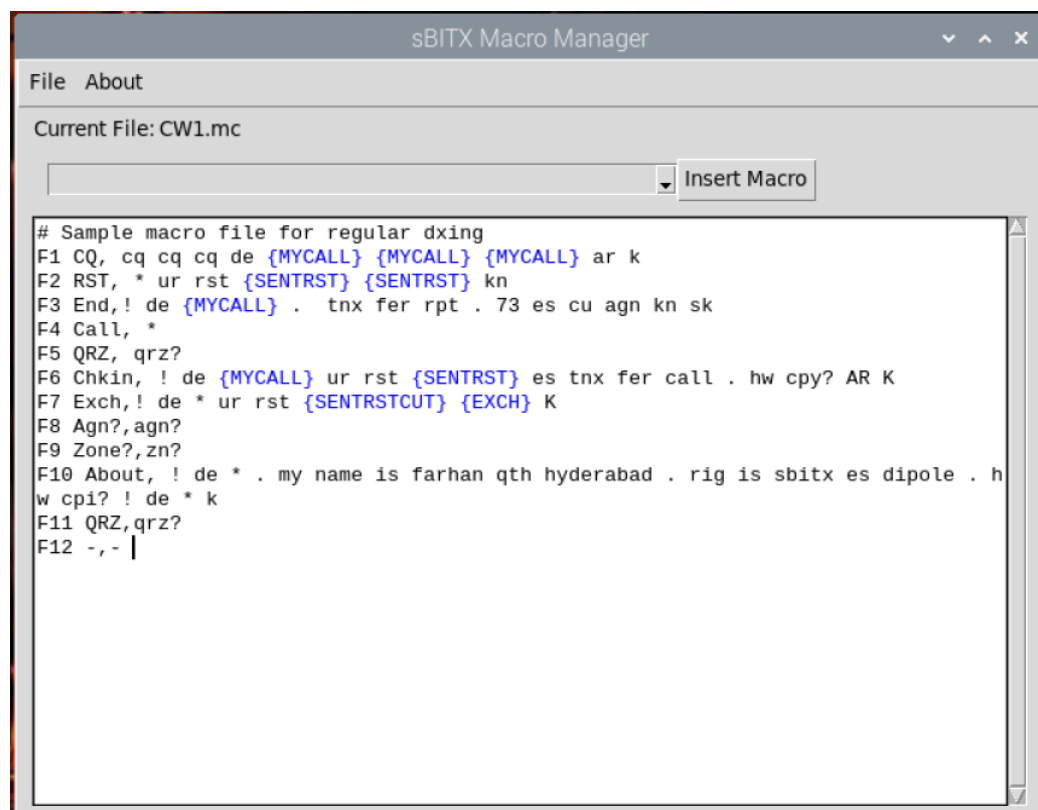 sBITX Macro Manager
File About
Current File: CW1.mc
Insert Macro
# Sample macro file for regular dxing
F1 CQ, cq cq cq de {MYCALL} {MYCALL} {MYCALL} ar k
F2 RST, * ur rst {SENTRST} {SENTRST} kn
F3 End,! de {MYCALL} .  tnx fer rpt . 73 es cu agn kn sk
F4 Call, *
F5 QRZ, qrz?
F6 Chkin, ! de {MYCALL} ur rst {SENTRST} es tnx fer call . hw cpy? AR K
F7 Exch,! de * ur rst {SENTRSTCUT} {EXCH} K
F8 Agn?,agn?
F9 Zone?,zn?
F10 About, ! de * . my name is farhan qth hyderabad . rig is sbitx es dipole . h
w cpi? ! de * k
F11 QRZ,qrz?
F12 -,-